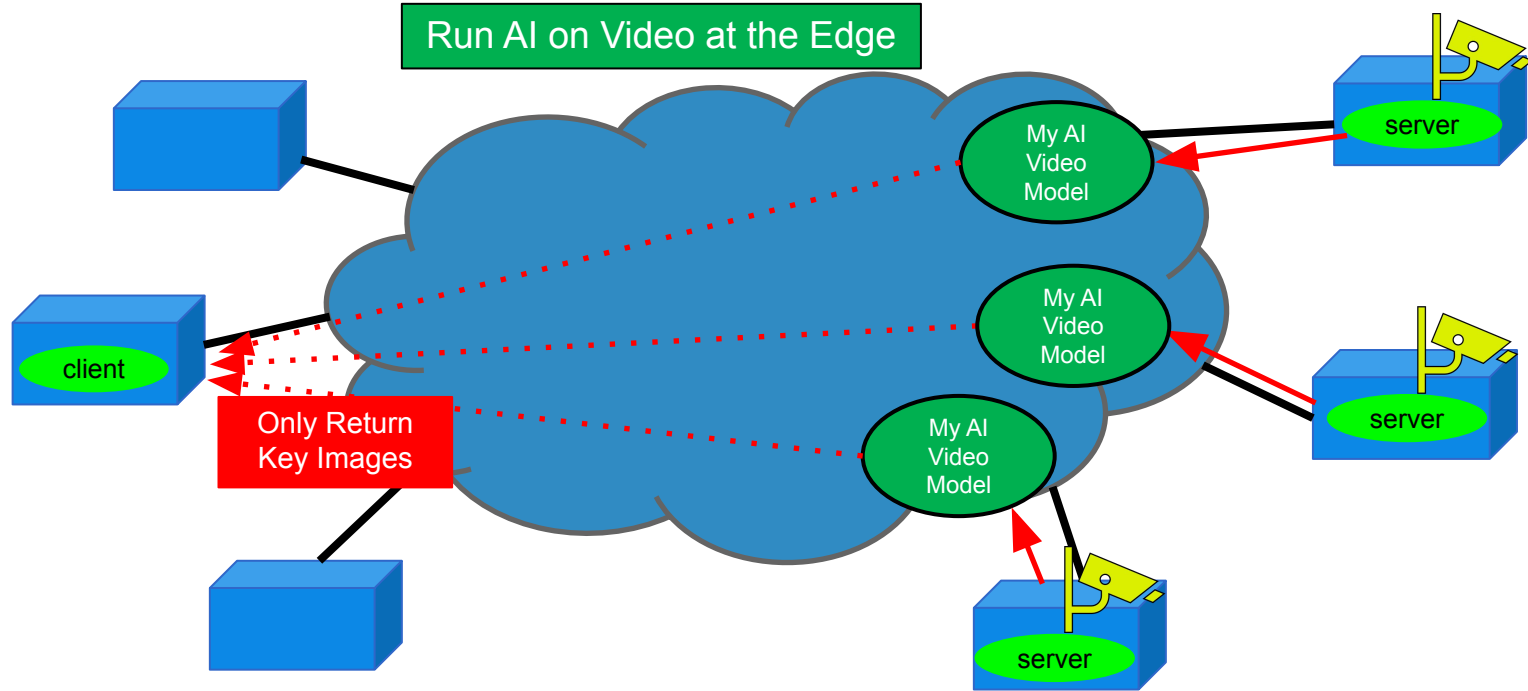 Run AI on Video at the Edge
My AI
Video
Model
server
My AI
Video
Model
client
server
Only Return
Key Images
My AI
Video
Model
server